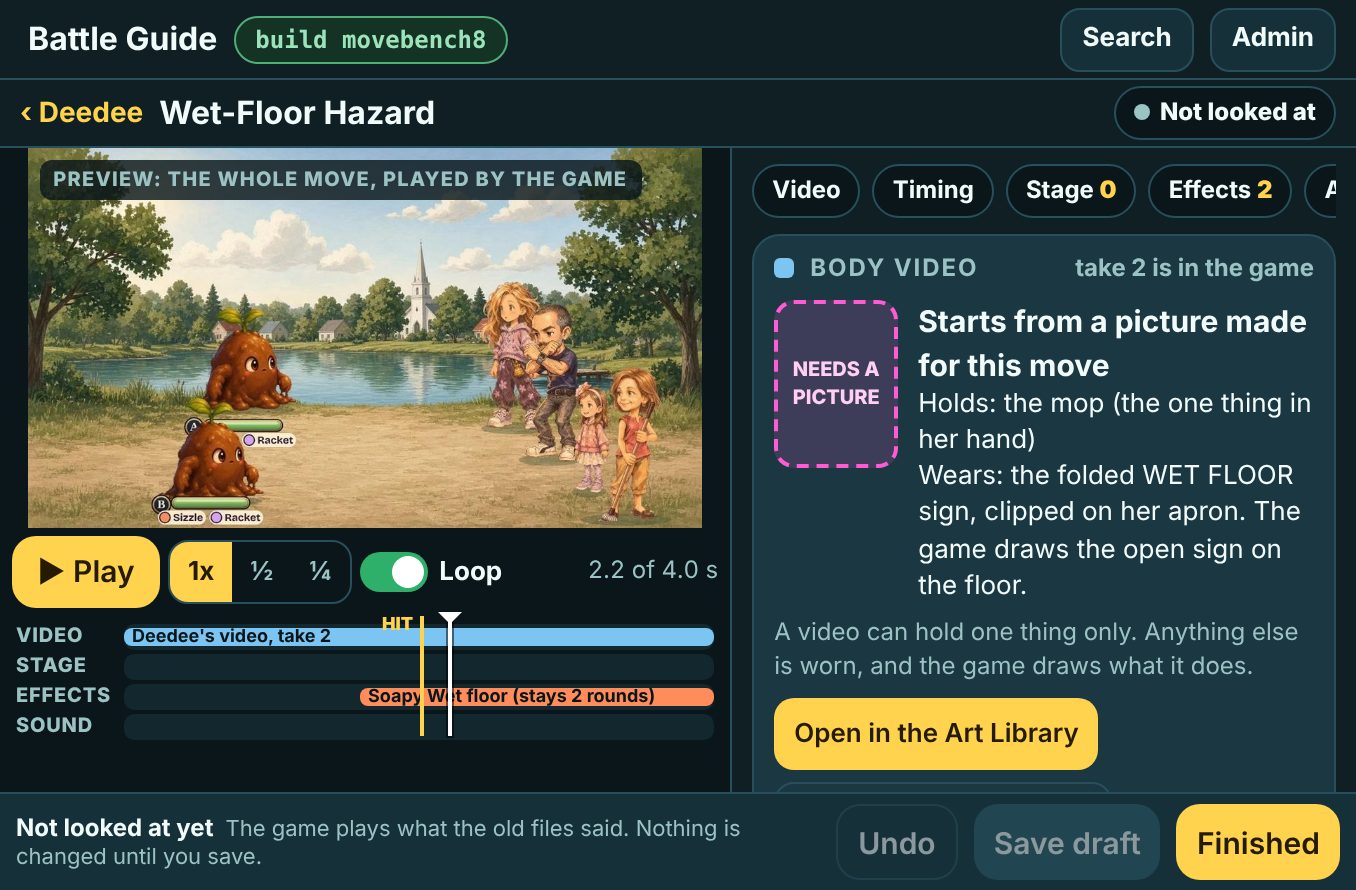 Battle Guide
build movebench8
Search
Admin
‹ Deedee
Wet-Floor Hazard
Not looked at
PREVIEW: THE WHOLE MOVE, PLAYED BY THE GAME
A
Racket
B
Sizzle
Racket
Play
1x
½
¼
Loop
2.2 of 4.0 s
HIT
VIDEO
Deedee's video, take 2
STAGE
EFFECTS
Soapy Wet floor (stays 2 rounds)
SOUND
Video
Timing
Stage 0
Effects 2
BODY VIDEO
take 2 is in the game
NEEDS A
PICTURE
Starts from a picture made
for this move
Holds: the mop (the one thing in
her hand)
Wears: the folded WET FLOOR
sign, clipped on her apron. The
game draws the open sign on
the floor.
A video can hold one thing only. Anything else
is worn, and the game draws what it does.
Open in the Art Library
Not looked at yet The game plays what the old files said. Nothing is
changed until you save.
Undo
Save draft
Finished